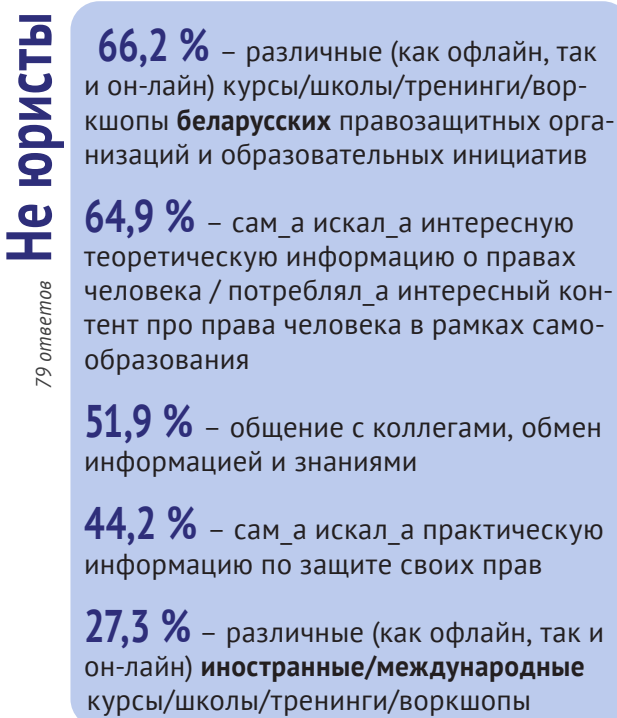 Не юристы
79 ответов
66,2 % – различные (как офлайн, так
и он-лайн) курсы/школы/тренинги/вор-
кшопы беларусских правозащитных орга-
низаций и образовательных инициатив
64,9 % – сам_а искал_а интересную
теоретическую информацию о правах
человека / потреблял_а интересный кон-
тент про права человека в рамках само-
образования
51,9 % – общение с коллегами, обмен
информацией и знаниями
44,2 % – сам_а искал_а практическую
информацию по защите своих прав
27,3 % – различные (как офлайн, так и
он-лайн) иностранные/международные
курсы/школы/тренинги/воркшопы